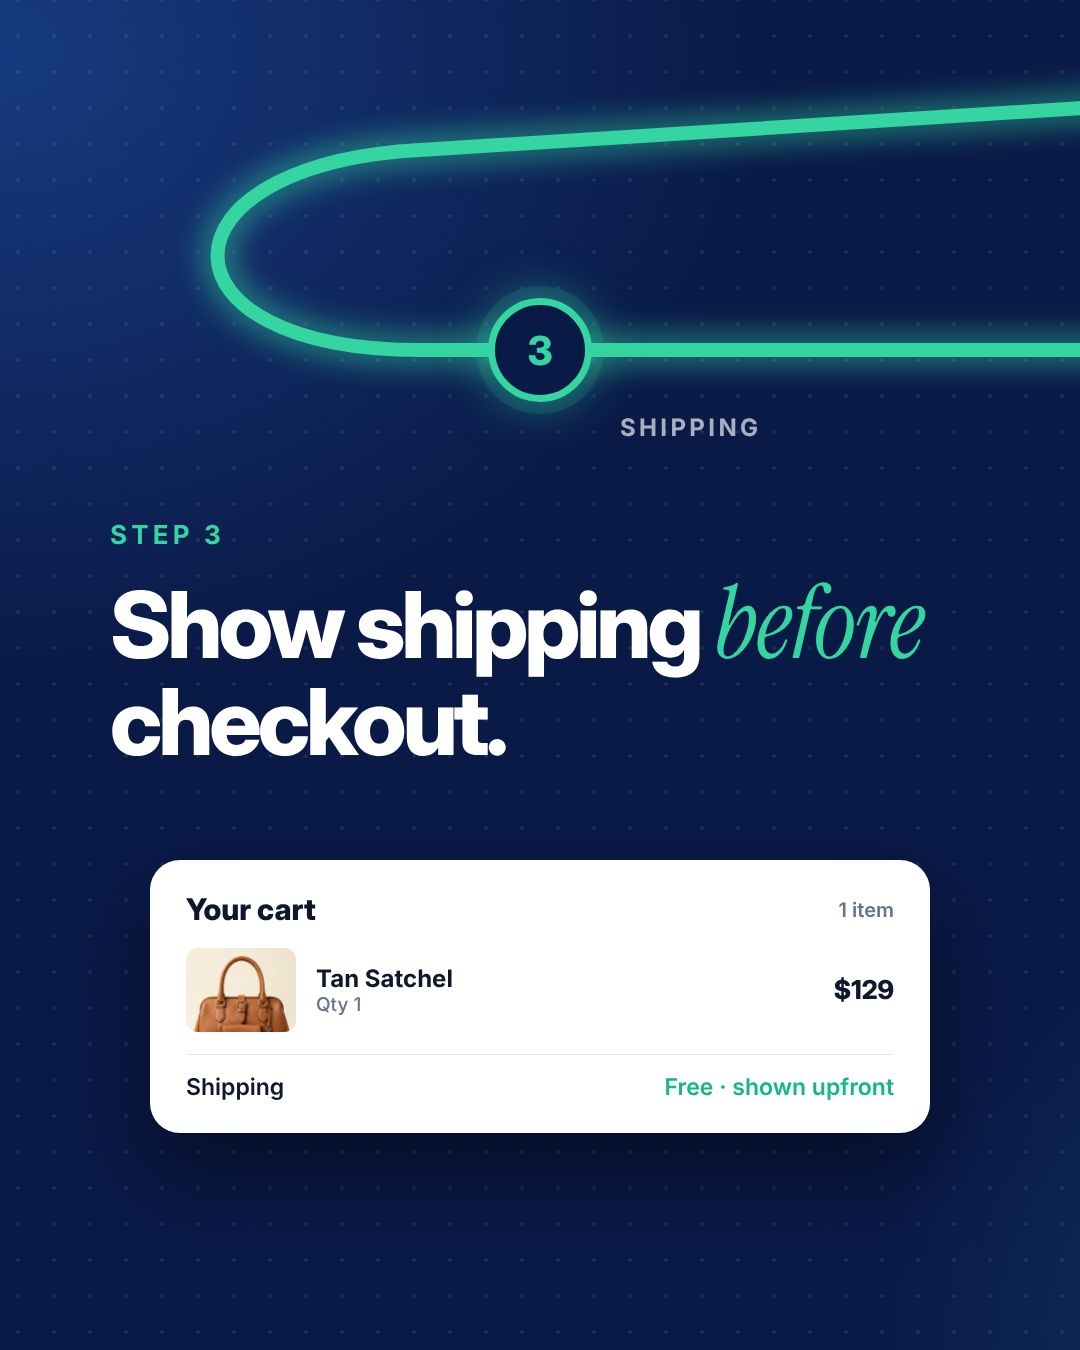 3
SHIPPING
STEP 3
Show shipping before
checkout.
Your cart
1 item
Tan Satchel
Qty 1
$129
Shipping
Free · shown upfront